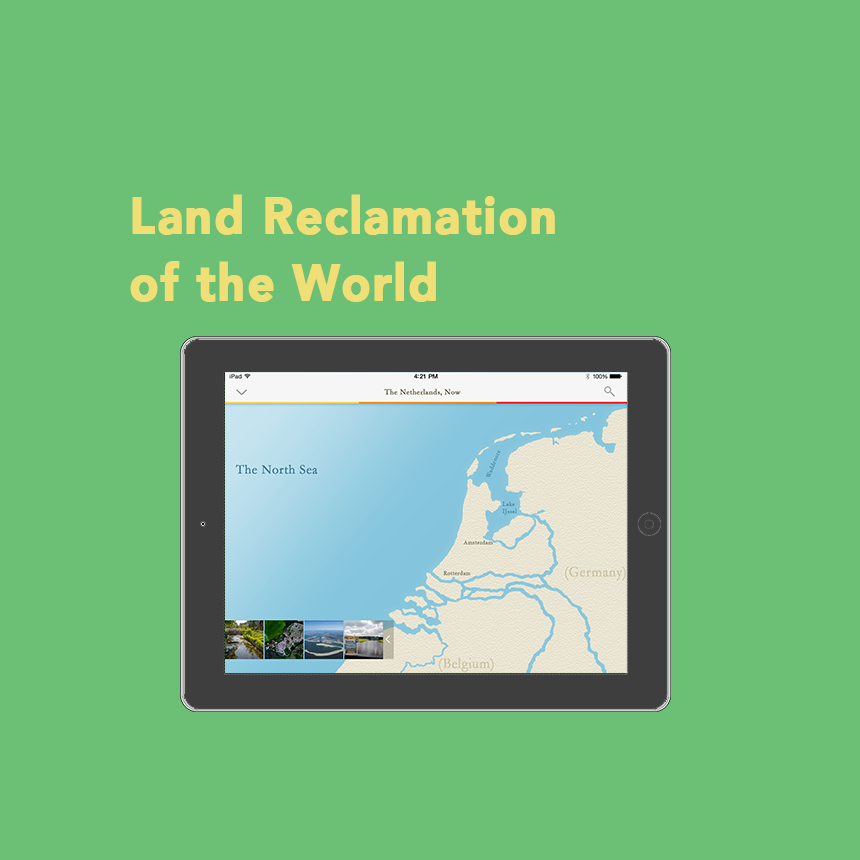 Land Reclamation
of the World
iPad
4:21 PM
100%
The Netherlands, Now
The North Sea
Waddenzee
Lake
IJssel
Amsterdam
Rotterdam
(Germany)
(Belgium)